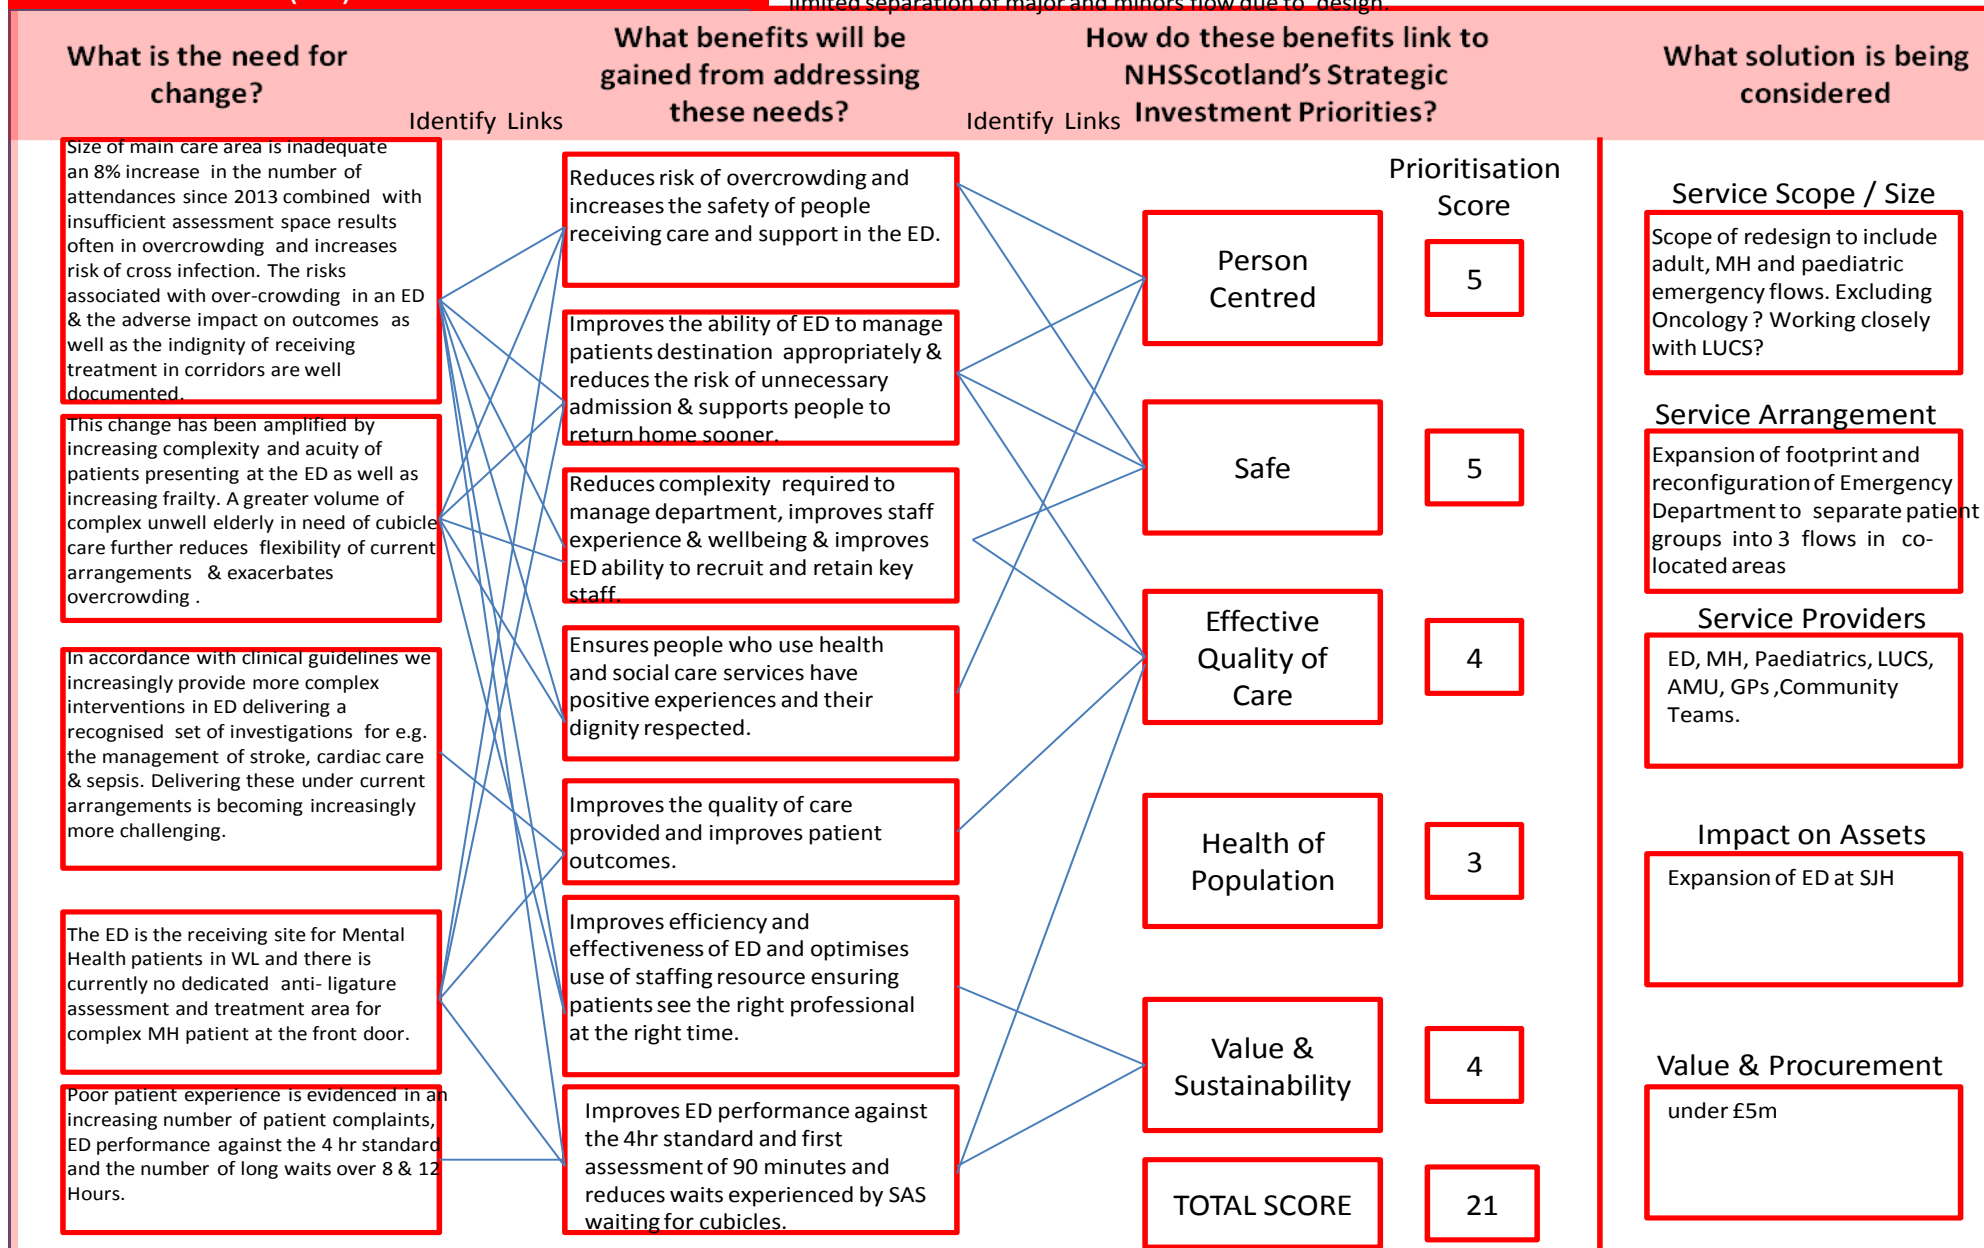 limited separation of major and minors flow due to design.
What is the need for
change?
Identify Links
What benefits will be
gained from addressing
these needs?
Identify Links
How do these benefits link to
NHSScotland's Strategic
Investment Priorities?
What solution is being
considered
Size of main care area is inadequate
an 8% increase in the number of
attendances since 2013 combined with
insufficient assessment space results
often in overcrowding and increases
risk of cross infection. The risks
associated with over-crowding in an ED
& the adverse impact on outcomes as
well as the indignity of receiving
treatment in corridors are well
documented.
This change has been amplified by
increasing complexity and acuity of
patients presenting at the ED as well as
increasing frailty. A greater volume of
complex unwell elderly in need of cubicle
care further reduces flexibility of current
arrangements & exacerbates
overcrowding .
In accordance with clinical guidelines we
increasingly provide more complex
interventions in ED delivering a
recognised set of investigations for e.g.
the management of stroke, cardiac care
& sepsis. Delivering these under current
arrangements is becoming increasingly
more challenging.
The ED is the receiving site for Mental
Health patients in WL and there is
currently no dedicated anti- ligature
assessment and treatment area for
complex MH patient at the front door.
Poor patient experience is evidenced in an
increasing number of patient complaints,
ED performance against the 4 hr standard
and the number of long waits over 8 & 12
Hours.
Reduces risk of overcrowding and
increases the safety of people
receiving care and support in the ED.
Improves the ability of ED to manage
patients destination appropriately &
reduces the risk of unnecessary
admission & supports people to
return home sooner.
Reduces complexity required to
manage department, improves staff
experience & wellbeing & improves
ED ability to recruit and retain key
staff.
Ensures people who use health
and social care services have
positive experiences and their
dignity respected.
Improves the quality of care
provided and improves patient
outcomes.
Improves efficiency and
effectiveness of ED and optimises
use of staffing resource ensuring
patients see the right professional
at the right time.
Improves ED performance against
the 4hr standard and first
assessment of 90 minutes and
reduces waits experienced by SAS
waiting for cubicles.
Prioritisation
Score
Person
Centred
5
Safe
5
Effective
Quality of
Care
4
Health of
Population
3
Value &
Sustainability
4
TOTAL SCORE
21
Service Scope / Size
Scope of redesign to include
adult, MH and paediatric
emergency flows. Excluding
Oncology ? Working closely
with LUCS?
Service Arrangement
Expansion of footprint and
reconfiguration of Emergency
Department to separate patient
groups into 3 flows in co-
located areas
Service Providers
ED, MH, Paediatrics, LUCS,
AMU, GPs ,Community
Teams.
Impact on Assets
Expansion of ED at SJH
Value & Procurement
under £5m